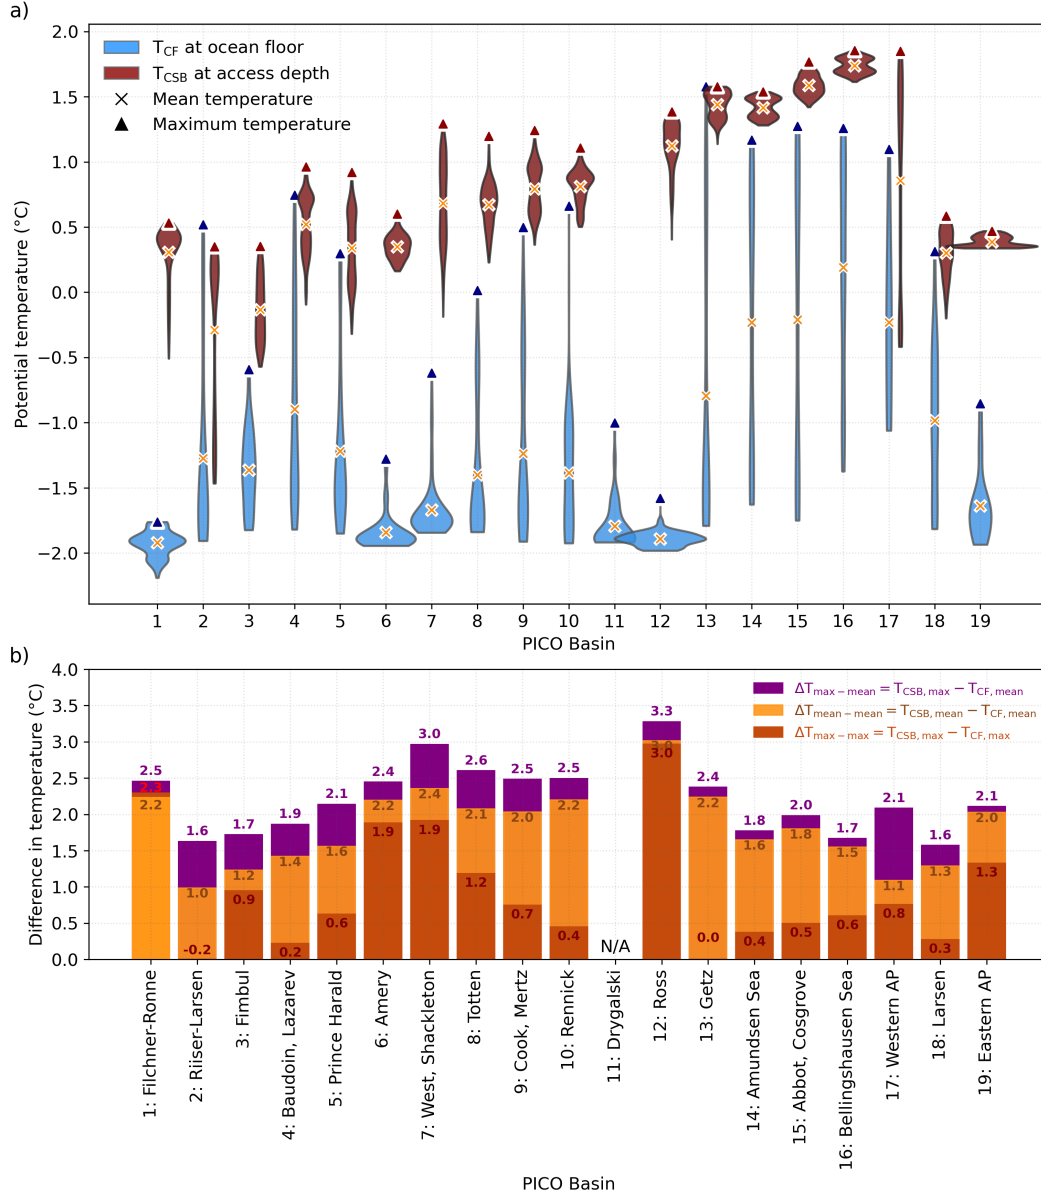 a)
2.0
1.5
1.0
0.5
0.0
−0.5
−1.0
−1.5
−2.0
Potential temperature (°C)
T_CF at ocean floor
T_CSB at access depth
Mean temperature
Maximum temperature
1 2 3 4 5 6 7 8 9 10 11 12 13 14 15 16 17 18 19
PICO Basin
b)
4.0
3.5
3.0
2.5
2.0
1.5
1.0
0.5
0.0
Difference in temperature (°C)
ΔT_max−mean = T_CSB, max − T_CF, mean
ΔT_mean−mean = T_CSB, mean − T_CF, mean
ΔT_max−max = T_CSB, max − T_CF, max
2.5 1.6 1.7 1.9 2.1 2.4 3.0 2.6 2.5 2.5 3.3 2.4 1.8 2.0 1.7 2.1 1.6 2.1
2.2 1.0 1.2 1.4 1.6 2.2 2.4 2.1 2.0 2.2 3.0 2.2 1.6 1.8 1.5 1.1 1.3 2.0
2.3 -0.2 0.9 0.2 0.6 1.9 1.9 1.2 0.7 0.4 N/A 3.0 0.0 0.4 0.5 0.6 0.8 0.3 1.3
1: Filchner-Ronne
2: Riiser-Larsen
3: Fimbul
4: Baudoin, Lazarev
5: Prince Harald
6: Amery
7: West, Shackleton
8: Totten
9: Cook, Mertz
10: Rennick
11: Drygalski
12: Ross
13: Getz
14: Amundsen Sea
15: Abbot, Cosgrove
16: Bellingshausen Sea
17: Western AP
18: Larsen
19: Eastern AP
PICO Basin